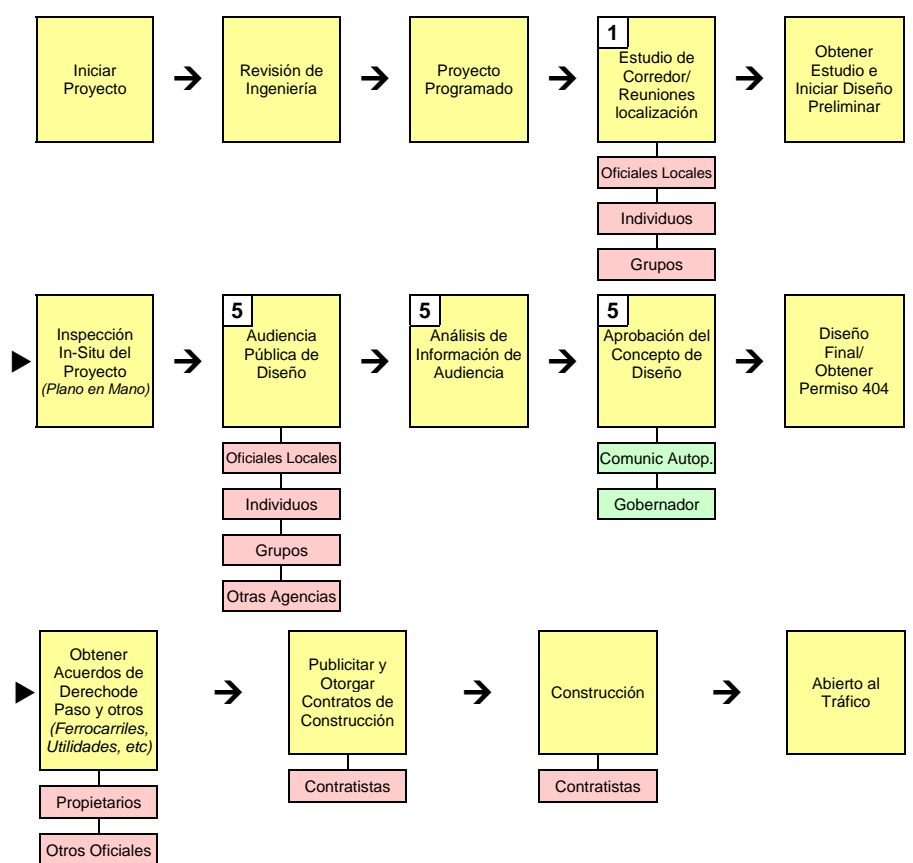 Iniciar
Proyecto
Revisión de
Ingeniería
Proyecto
Programado
1
Estudio de
Corredor/
Reuniones
localización
Oficiales Locales
Individuos
Grupos
Obtener
Estudio e
Iniciar Diseño
Preliminar
Inspección
In-Situ del
Proyecto
(Plano en Mano)
5
Audiencia
Pública de
Diseño
Oficiales Locales
Individuos
Grupos
Otras Agencias
5
Análisis de
Información de
Audiencia
5
Aprobación del
Concepto de
Diseño
Comunic Autop.
Gobernador
Diseño
Final/
Obtener
Permiso 404
Obtener
Acuerdos de
Derechode
Paso y otros
(Ferrocarriles,
Utilidades, etc)
Propietarios
Otros Oficiales
Publicitar y
Otorgar
Contratos de
Construcción
Contratistas
Construcción
Contratistas
Abierto al
Tráfico